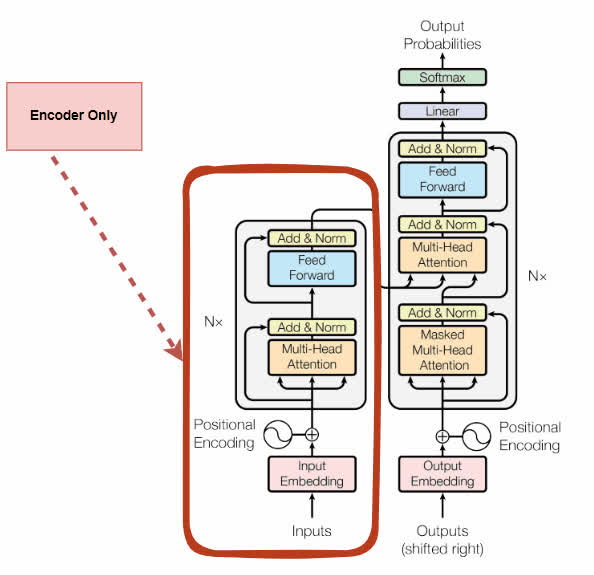 Output
Probabilities
Softmax
Linear
Add & Norm
Feed
Forward
Add & Norm
Multi-Head
Attention
Add & Norm
Masked
Multi-Head
Attention
N×
Positional
Encoding
Output
Embedding
Outputs
(shifted right)
Encoder Only
Add & Norm
Feed
Forward
N×
Add & Norm
Multi-Head
Attention
Positional
Encoding
Input
Embedding
Inputs